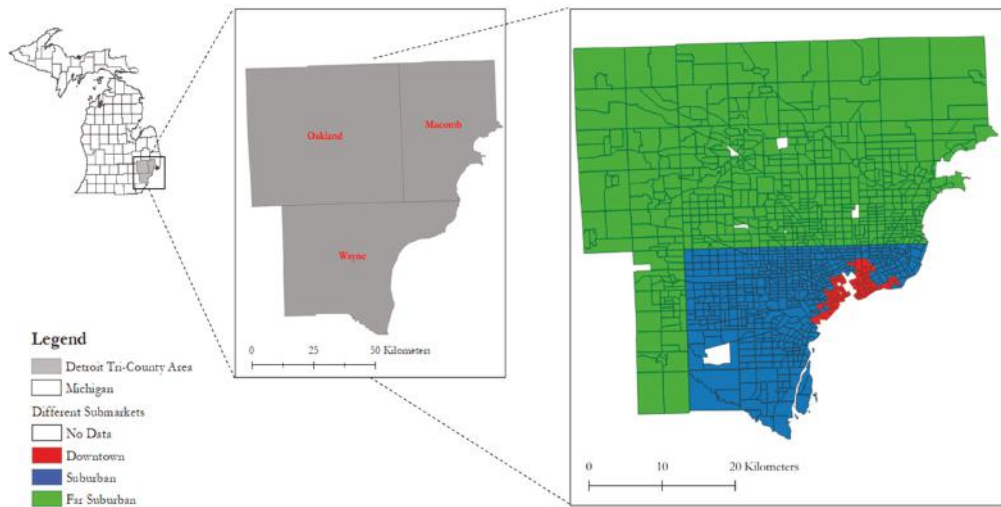 Oakland
Macomb
Wayne
0 25 50 Kilometers
Legend
Detroit Tri-County Area
Michigan
Different Submarkets
No Data
Downtown
Suburban
Far Suburban
0 10 20 Kilometers